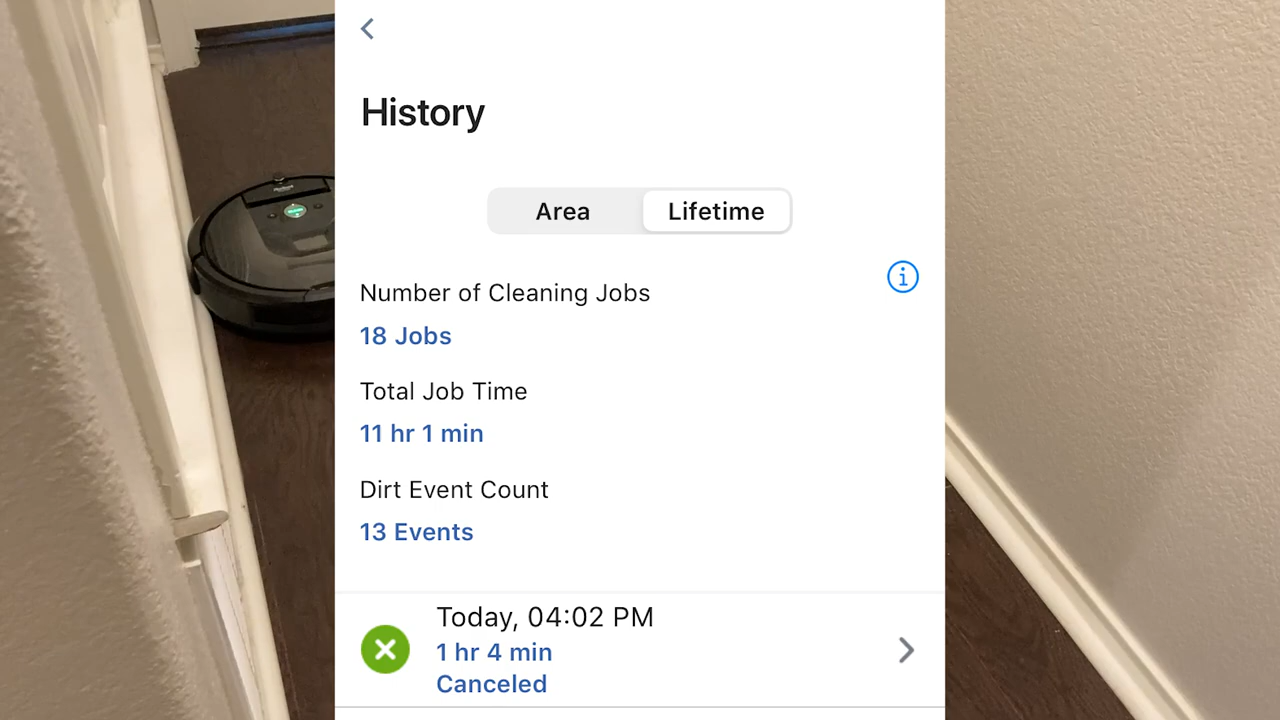 History
Area
Lifetime
Number of Cleaning Jobs
18 Jobs
Total Job Time
11 hr 1 min
Dirt Event Count
13 Events
Today, 04:02 PM
1 hr 4 min
Canceled